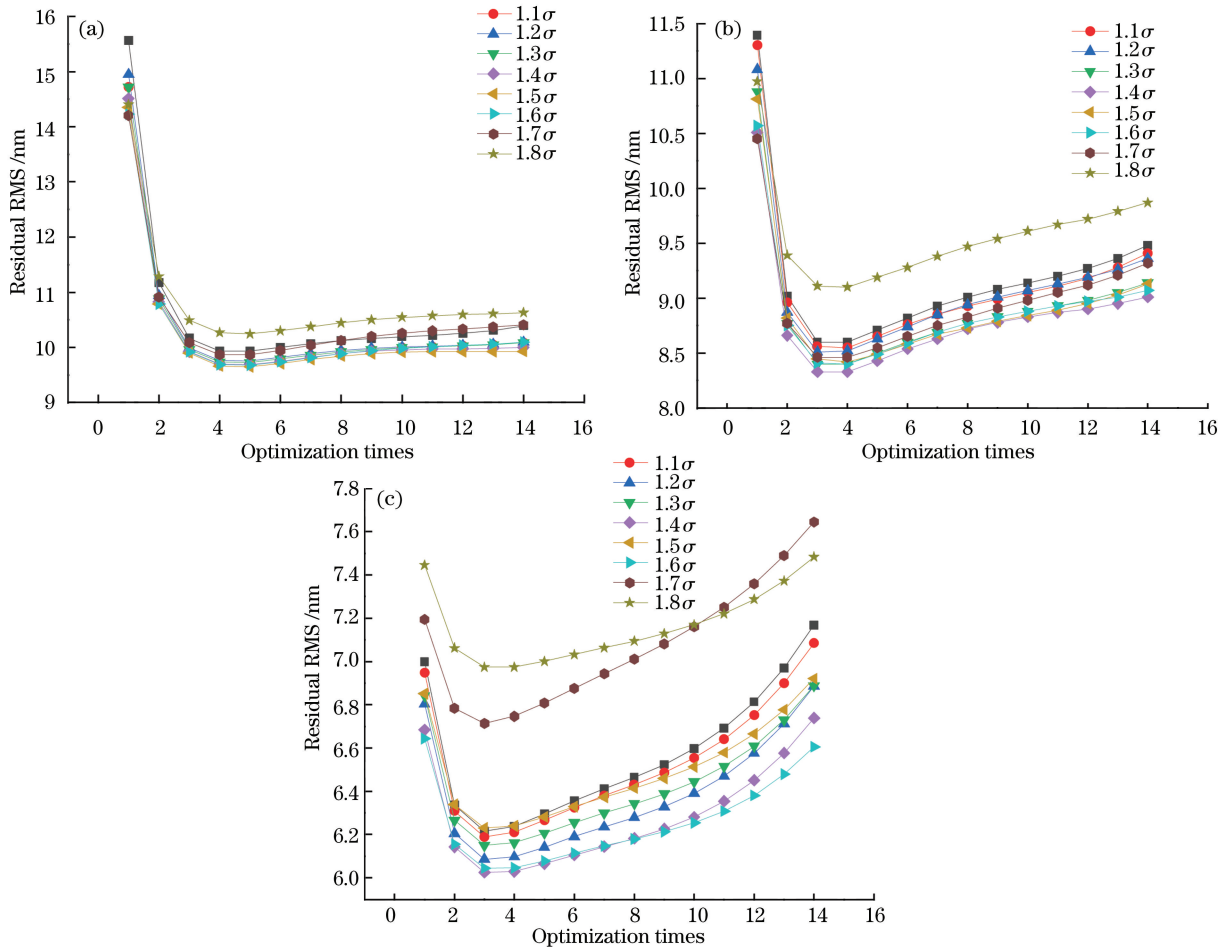 (a)
1.1σ
1.2σ
1.3σ
1.4σ
1.5σ
1.6σ
1.7σ
1.8σ
16
15
14
13
12
11
10
9
Residual RMS /nm
0 2 4 6 8 10 12 14 16
Optimization times
(b)
1.1σ
1.2σ
1.3σ
1.4σ
1.5σ
1.6σ
1.7σ
1.8σ
11.5
11.0
10.5
10.0
9.5
9.0
8.5
8.0
Residual RMS /nm
0 2 4 6 8 10 12 14 16
Optimization times
(c)
1.1σ
1.2σ
1.3σ
1.4σ
1.5σ
1.6σ
1.7σ
1.8σ
7.8
7.6
7.4
7.2
7.0
6.8
6.6
6.4
6.2
6.0
Residual RMS /nm
0 2 4 6 8 10 12 14 16
Optimization times